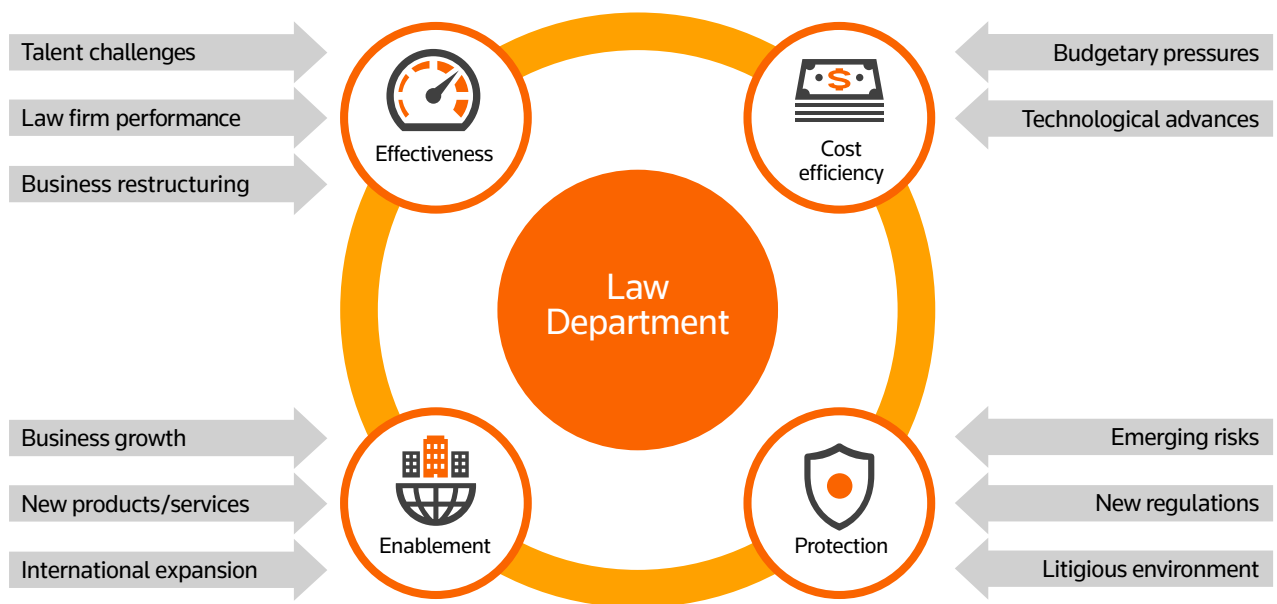 Talent challenges
Law firm performance
Business restructuring
Effectiveness
$
Cost
efficiency
Budgetary pressures
Technological advances
Law
Department
Business growth
New products/services
International expansion
Enablement
Protection
Emerging risks
New regulations
Litigious environment